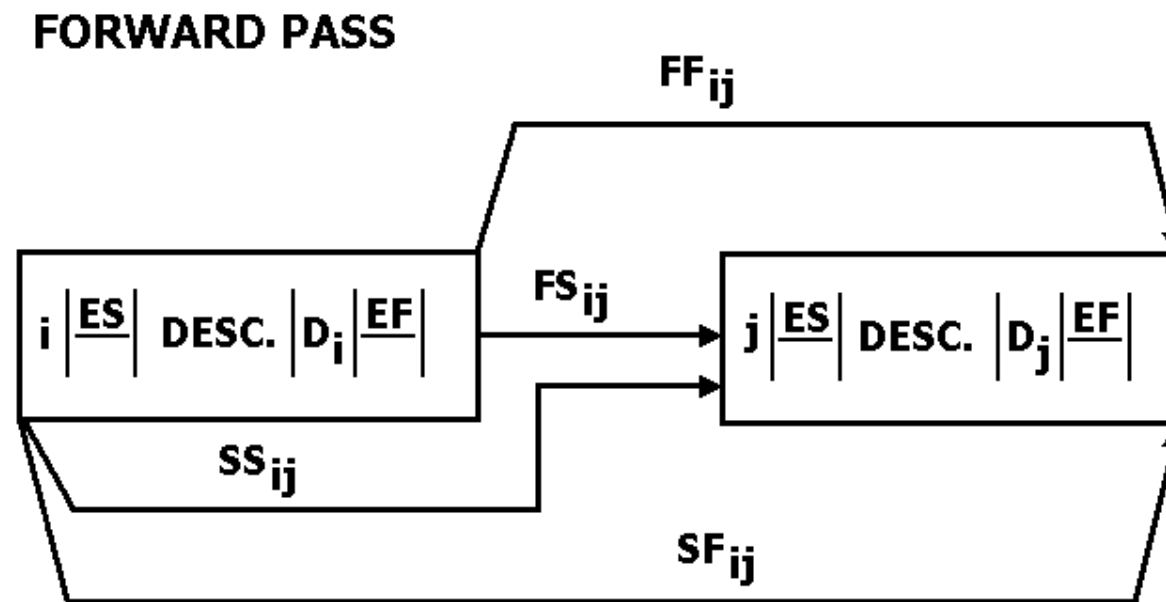 FORWARD PASS
FFij
FSij
i |ES| DESC. |Di|EF|
j |ES| DESC. |Dj|EF|
SSij
SFij